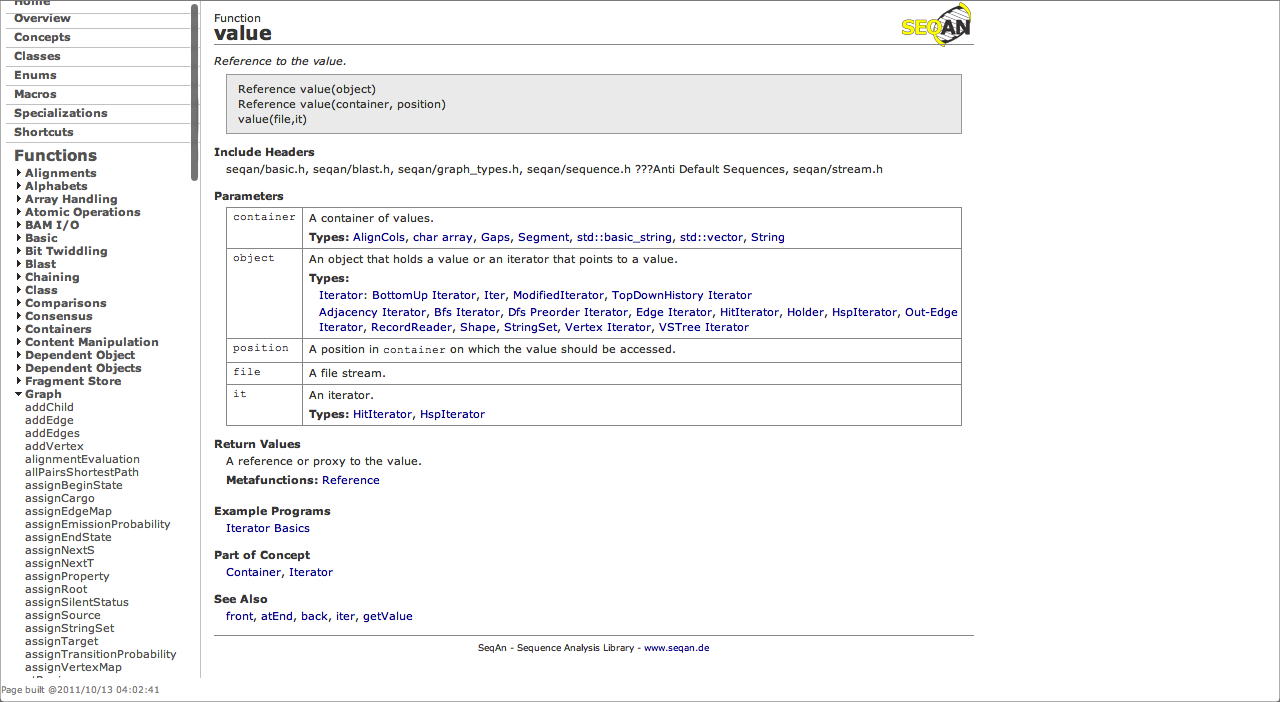 Home
Overview
Concepts
Classes
Enums
Macros
Specializations
Shortcuts
Functions
Alignments
Alphabets
Array Handling
Atomic Operations
BAM I/O
Basic
Bit Twiddling
Blast
Chaining
Class
Comparisons
Consensus
Containers
Content Manipulation
Dependent Object
Dependent Objects
Fragment Store
Graph
addChild
addEdge
addEdges
addVertex
alignmentEvaluation
allPairsShortestPath
assignBeginState
assignCargo
assignEdgeMap
assignEmissionProbability
assignEndState
assignNextS
assignNextT
assignProperty
assignRoot
assignSilentStatus
assignSource
assignStringSet
assignTarget
assignTransitionProbability
assignVertexMap
Page built @2011/10/13 04:02:41
Function
value
SEQAN
Reference to the value.
Reference value(object)
Reference value(container, position)
value(file,it)
Include Headers
seqan/basic.h, seqan/blast.h, seqan/graph_types.h, seqan/sequence.h ???Anti Default Sequences, seqan/stream.h
Parameters
container A container of values.
Types: AlignCols, char array, Gaps, Segment, std::basic_string, std::vector, String
object An object that holds a value or an iterator that points to a value.
Types:
Iterator: BottomUp Iterator, Iter, ModifiedIterator, TopDownHistory Iterator
Adjacency Iterator, Bfs Iterator, Dfs Preorder Iterator, Edge Iterator, HitIterator, Holder, HspIterator, Out-Edge
Iterator, RecordReader, Shape, StringSet, Vertex Iterator, VSTree Iterator
position A position in container on which the value should be accessed.
file A file stream.
it An iterator.
Types: HitIterator, HspIterator
Return Values
A reference or proxy to the value.
Metafunctions: Reference
Example Programs
Iterator Basics
Part of Concept
Container, Iterator
See Also
front, atEnd, back, iter, getValue
SeqAn - Sequence Analysis Library - www.seqan.de